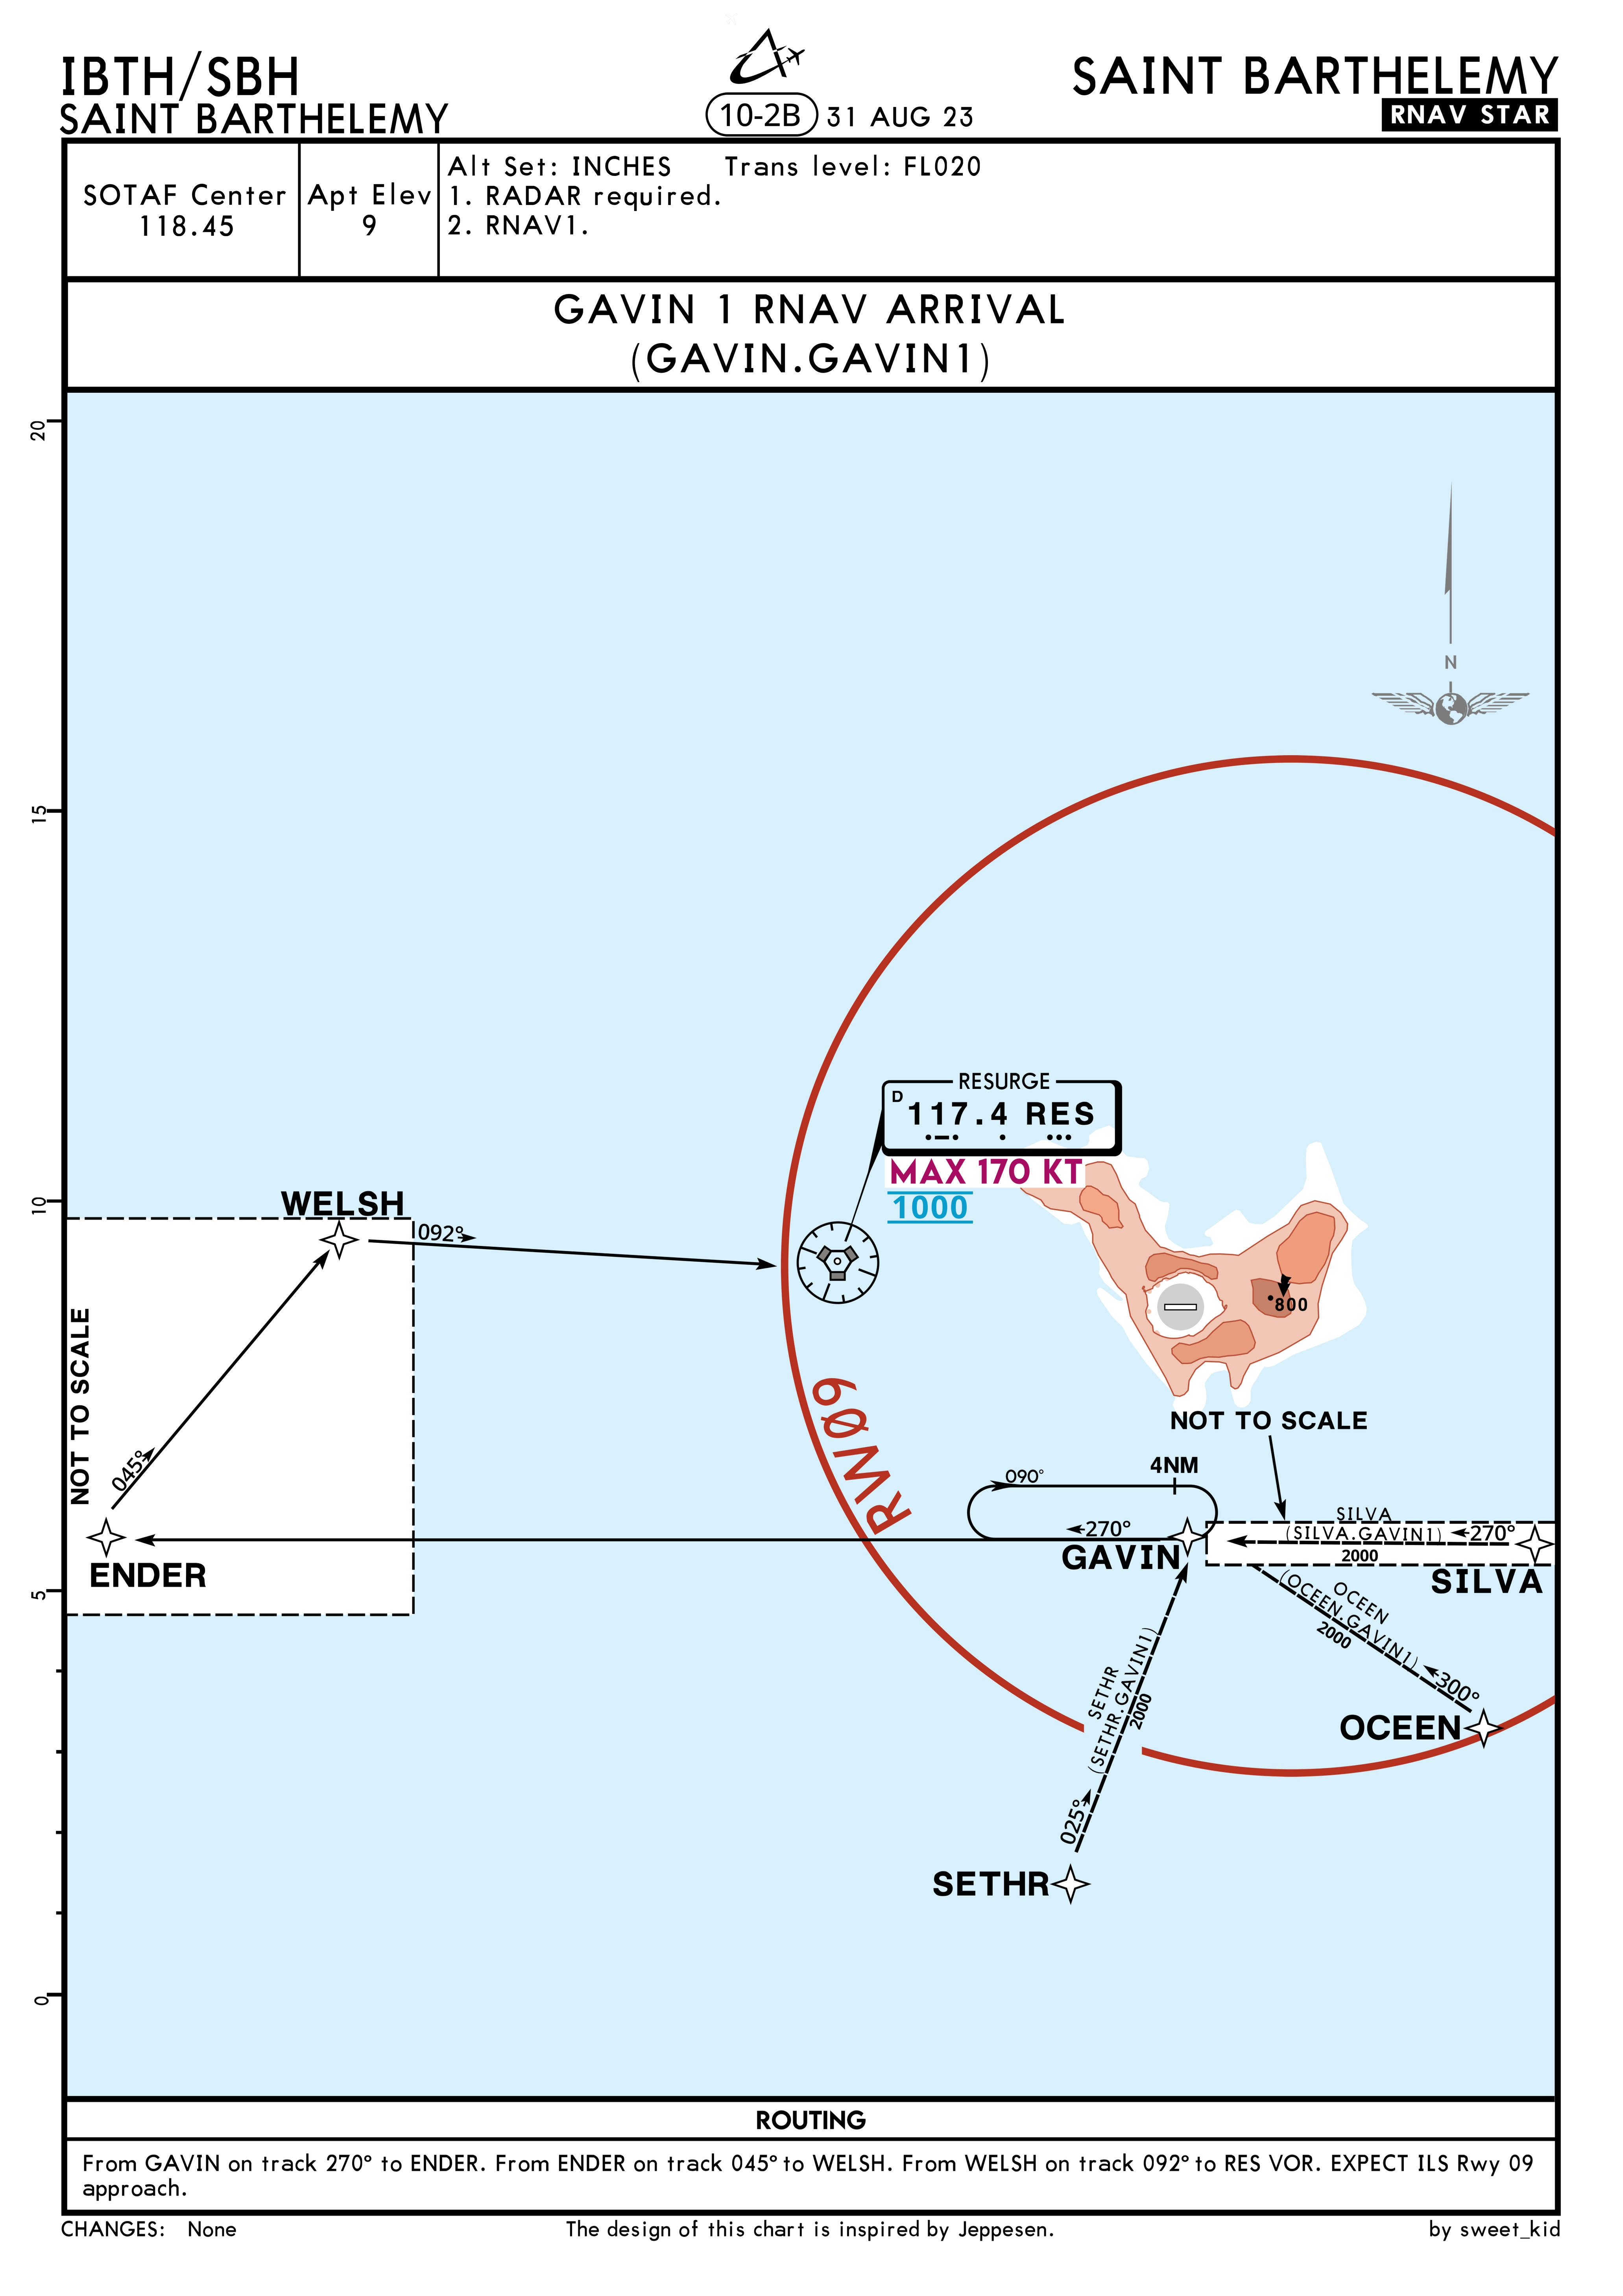 IBTH/SBH
SAINT BARTHELEMY
10-2B 31 AUG 23
SAINT BARTHELEMY
RNAV STAR
SOTAF Center
118.45
Apt Elev
9
Alt Set: INCHES Trans level: FL020
1. RADAR required.
2. RNAV1.
GAVIN 1 RNAV ARRIVAL
(GAVIN.GAVIN1)
20
15
10
5
0
N
RESURGE
D 117.4 RES
MAX 170 KT
1000
WELSH
092°
NOT TO SCALE
045°
ENDER
RWØ9
800
NOT TO SCALE
4NM
090°
270°
GAVIN
SILVA
(SILVA.GAVIN1) 270°
2000
SILVA
OCEEN
(OCEEN.GAVIN1)
2000
300°
OCEEN
SETHR
(SETHR.GAVIN1)
2000
025°
SETHR
ROUTING
From GAVIN on track 270° to ENDER. From ENDER on track 045° to WELSH. From WELSH on track 092° to RES VOR. EXPECT ILS Rwy 09
approach.
CHANGES: None
The design of this chart is inspired by Jeppesen.
by sweet_kid